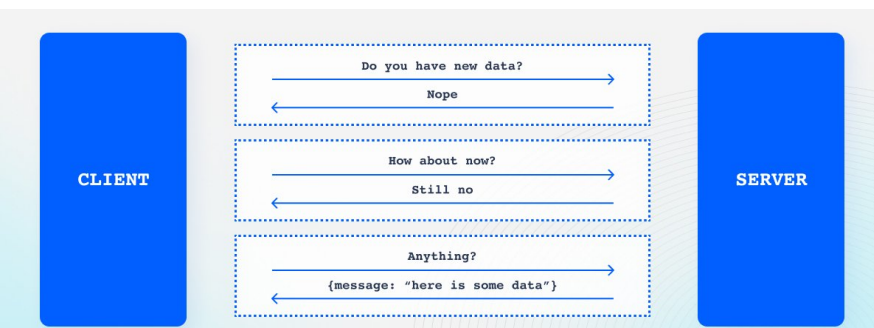 Do you have new data?
Nope
How about now?
CLIENT
SERVER
Still no
Anything?
{message: “here is some data”}